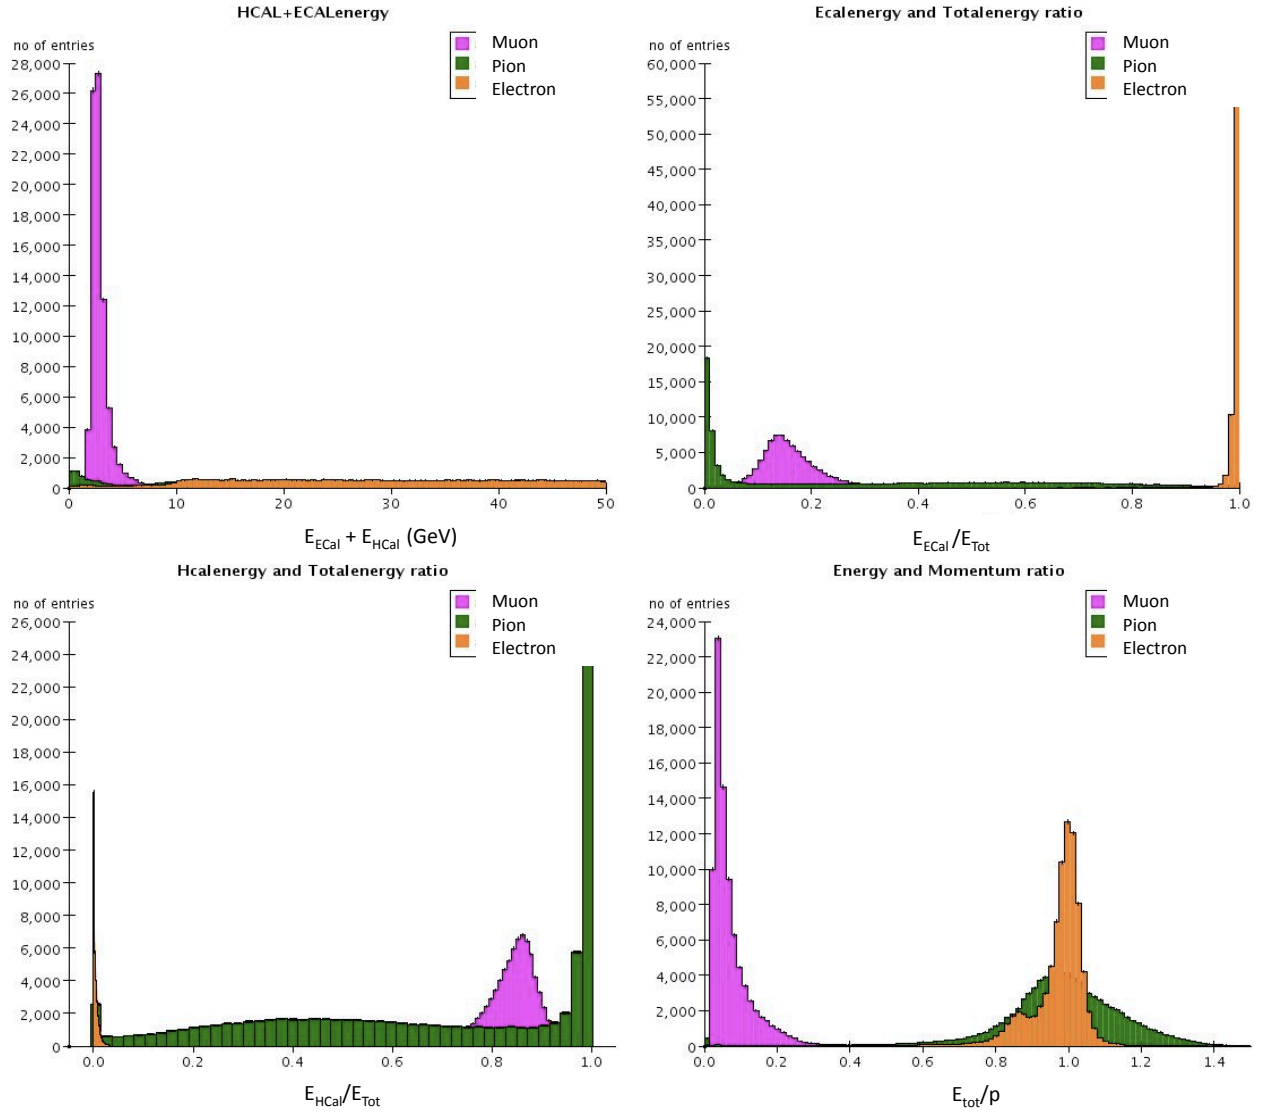 HCAL+ECALenergy
no of entries
Muon
Pion
Electron
28,000
26,000
24,000
22,000
20,000
18,000
16,000
14,000
12,000
10,000
8,000
6,000
4,000
2,000
0
0 10 20 30 40 50
E_ECal + E_HCal (GeV)
Ecalenergy and Totalenergy ratio
no of entries
Muon
Pion
Electron
60,000
55,000
50,000
45,000
40,000
35,000
30,000
25,000
20,000
15,000
10,000
5,000
0
0.0 0.2 0.4 0.6 0.8 1.0
E_ECal/E_Tot
Hcalenergy and Totalenergy ratio
no of entries
Muon
Pion
Electron
26,000
24,000
22,000
20,000
18,000
16,000
14,000
12,000
10,000
8,000
6,000
4,000
2,000
0
0.0 0.2 0.4 0.6 0.8 1.0
E_HCal/E_Tot
Energy and Momentum ratio
no of entries
Muon
Pion
Electron
24,000
22,000
20,000
18,000
16,000
14,000
12,000
10,000
8,000
6,000
4,000
2,000
0
0.0 0.2 0.4 0.6 0.8 1.0 1.2 1.4
E_tot/p